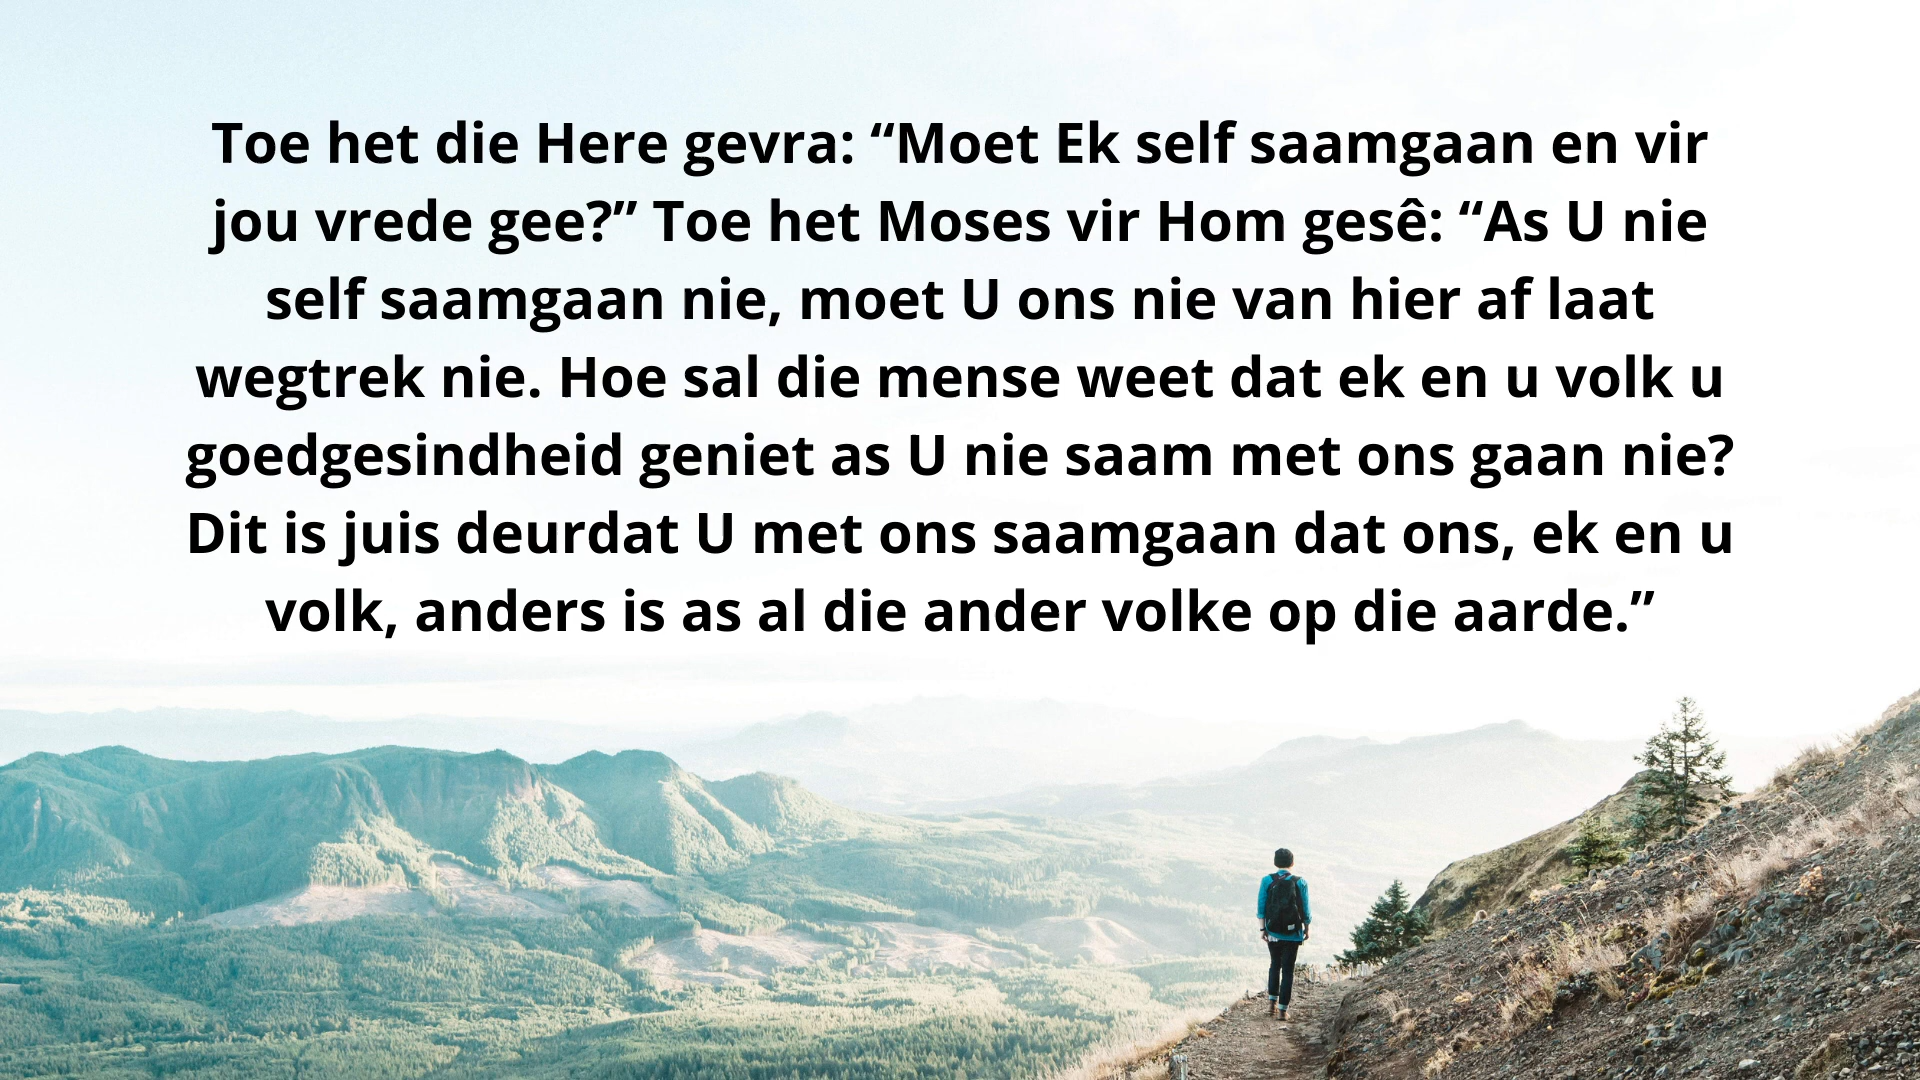 Toe het die Here gevra: “Moet Ek self saamgaan en vir
jou vrede gee?” Toe het Moses vir Hom gesê: “As U nie
self saamgaan nie, moet U ons nie van hier af laat
wegtrek nie. Hoe sal die mense weet dat ek en u volk u
goedgesindheid geniet as U nie saam met ons gaan nie?
Dit is juis deurdat U met ons saamgaan dat ons, ek en u
volk, anders is as al die ander volke op die aarde.”